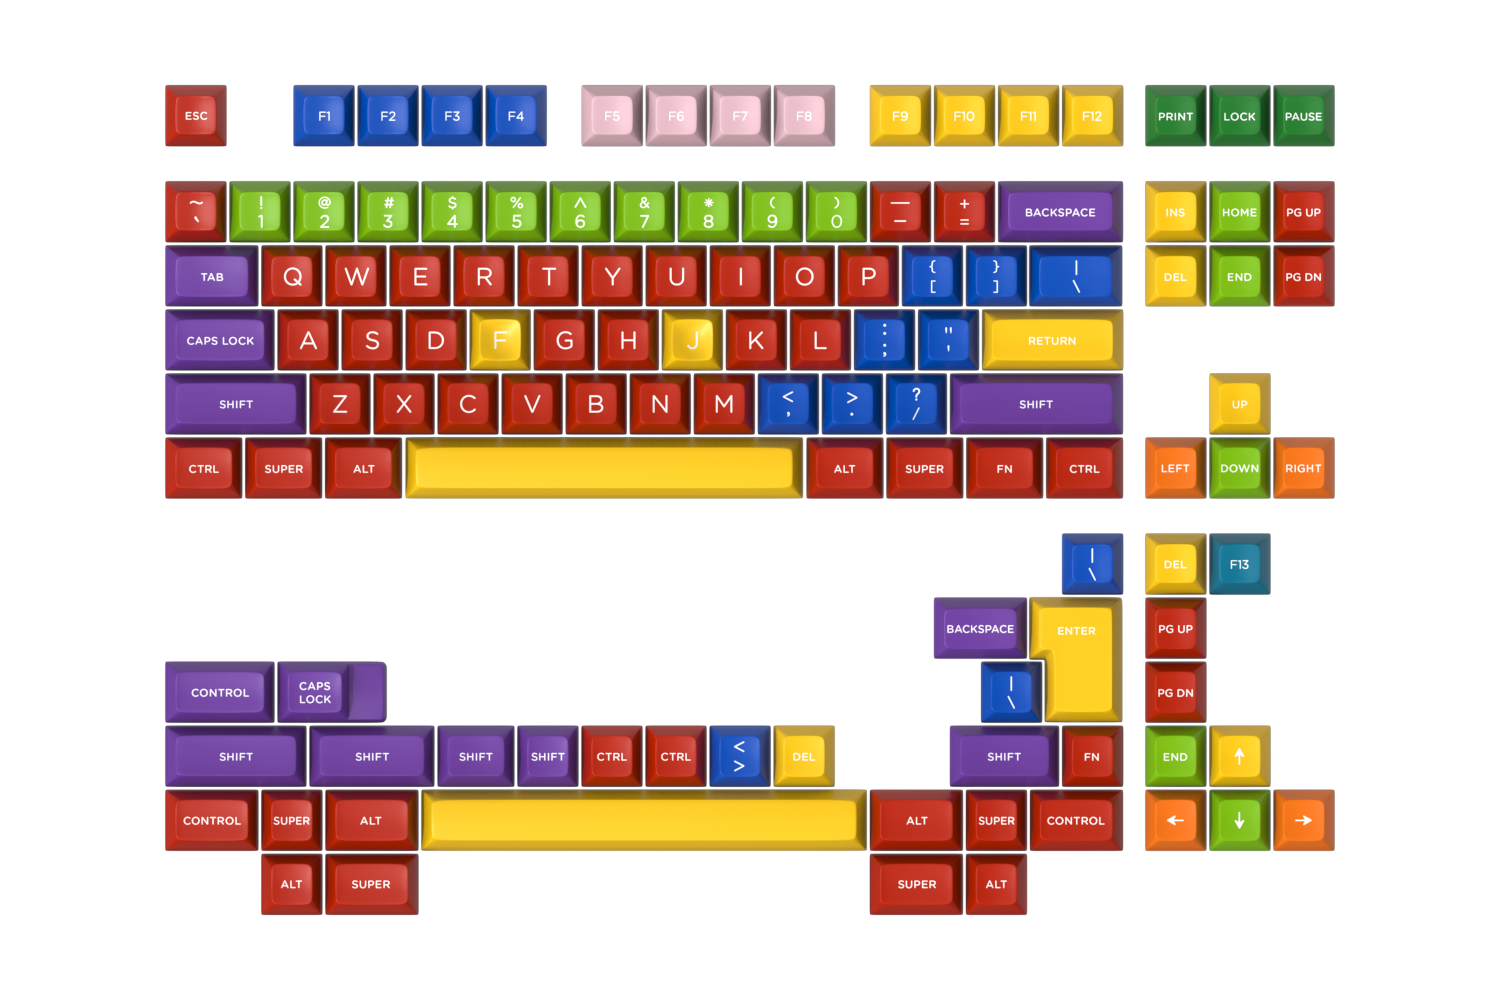 ESC F1 F2 F3 F4 F5 F6 F7 F8 F9 F10 F11 F12 PRINT LOCK PAUSE
~ ! @ # $ % ^ & * ( ) — +
` 1 2 3 4 5 6 7 8 9 0 – = BACKSPACE INS HOME PG UP
TAB Q W E R T Y U I O P { } |
[ ] \ DEL END PG DN
CAPS LOCK A S D F G H J K L : "
; ' RETURN
SHIFT Z X C V B N M < > ?
, . / SHIFT UP
CTRL SUPER ALT ALT SUPER FN CTRL LEFT DOWN RIGHT
|
\ DEL F13
BACKSPACE ENTER PG UP
CONTROL CAPS
LOCK |
\ PG DN
SHIFT SHIFT SHIFT SHIFT CTRL CTRL <
> DEL SHIFT FN END ↑
CONTROL SUPER ALT ALT SUPER CONTROL ← ↓ →
ALT SUPER SUPER ALT